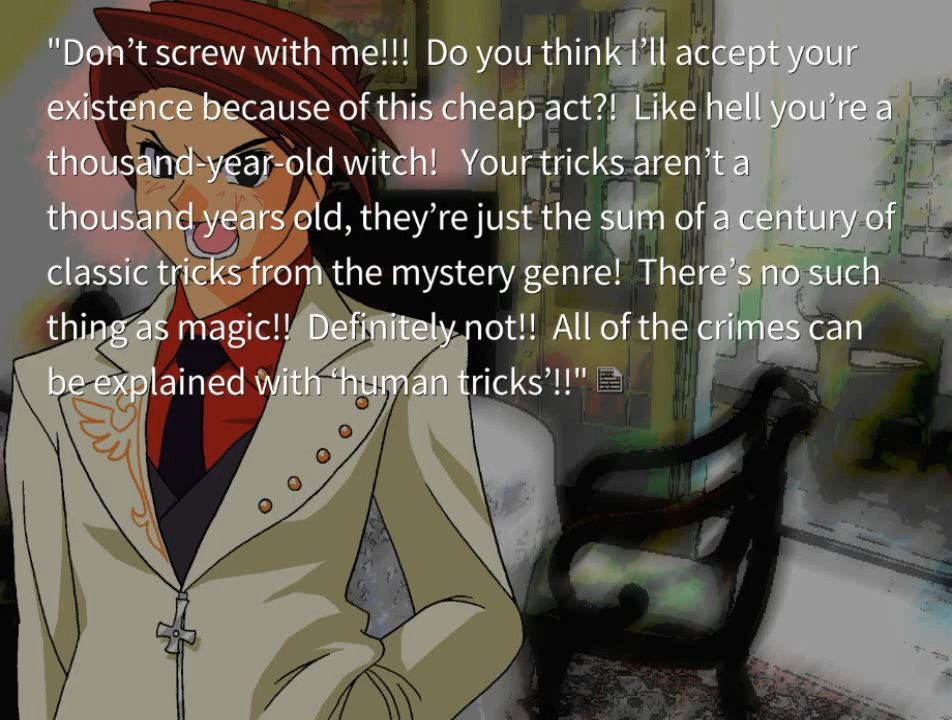 "Don’t screw with me!!!  Do you think I’ll accept your
existence because of this cheap act?!  Like hell you’re a
thousand-year-old witch!   Your tricks aren’t a
thousand years old, they’re just the sum of a century of
classic tricks from the mystery genre!  There’s no such
thing as magic!!  Definitely not!!  All of the crimes can
be explained with ‘human tricks’!!"